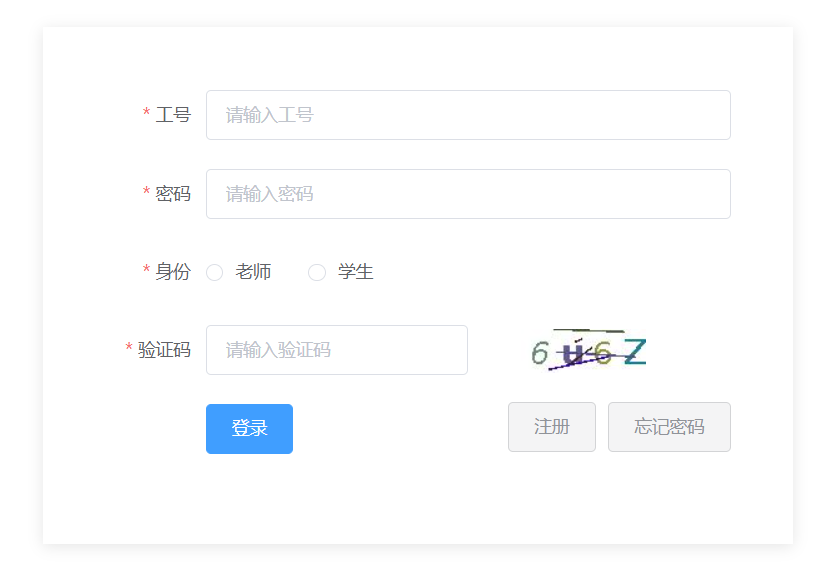 * 工号 请输入工号
* 密码 请输入密码
* 身份 老师 学生
* 验证码 请输入验证码
登录 注册 忘记密码